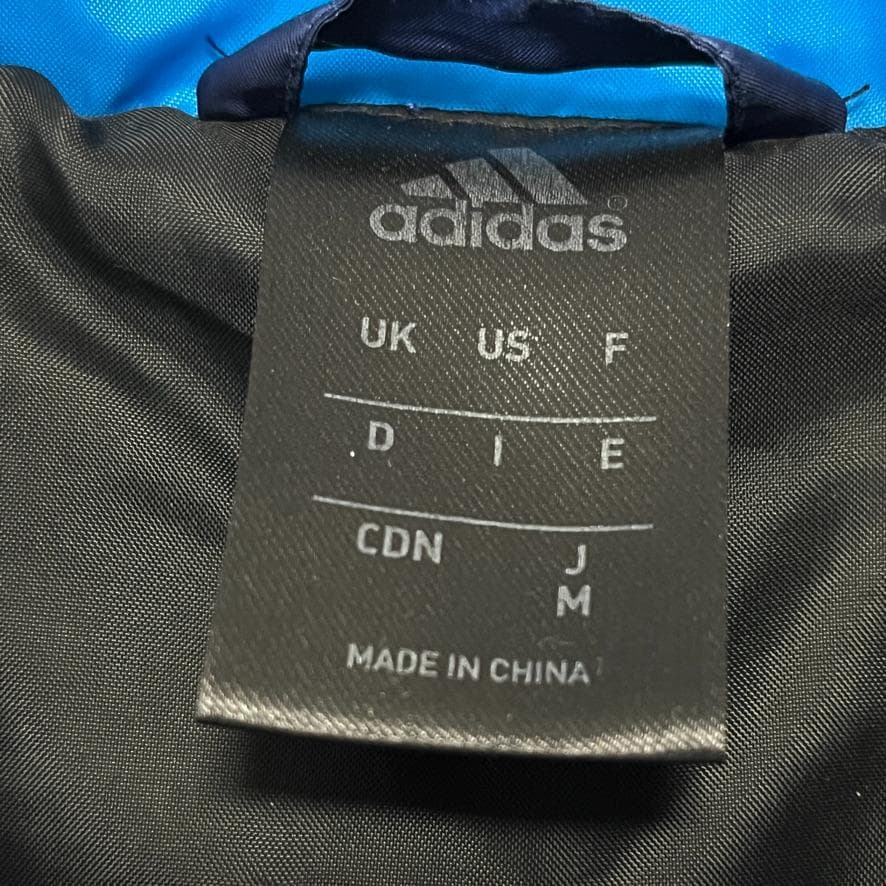 adidas®
UK US F
D I E
CDN J
M
MADE IN CHINA